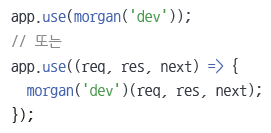 app.use(morgan('dev'));
// 또는
app.use((req, res, next) => {
  morgan('dev')(req, res, next);
});